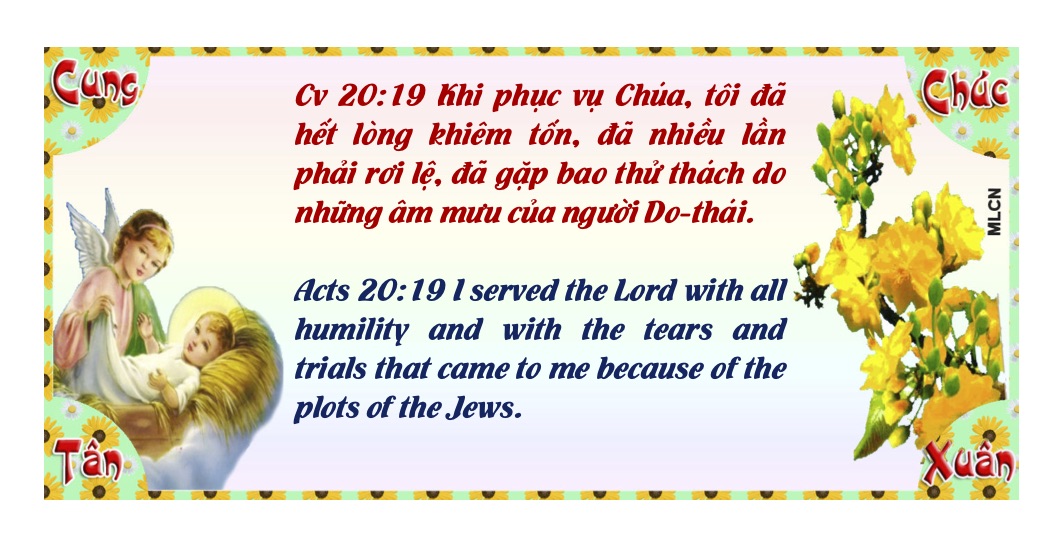 Cung
Chúc
Cv 20:19 Khi phục vụ Chúa, tôi đã
hết lòng khiêm tốn, đã nhiều lần
phải rơi lệ, đã gặp bao thử thách do
những âm mưu của người Do-thái.
MLCN
Acts 20:19 I served the Lord with all
humility and with the tears and
trials that came to me because of the
plots of the Jews.
Tân
Xuân